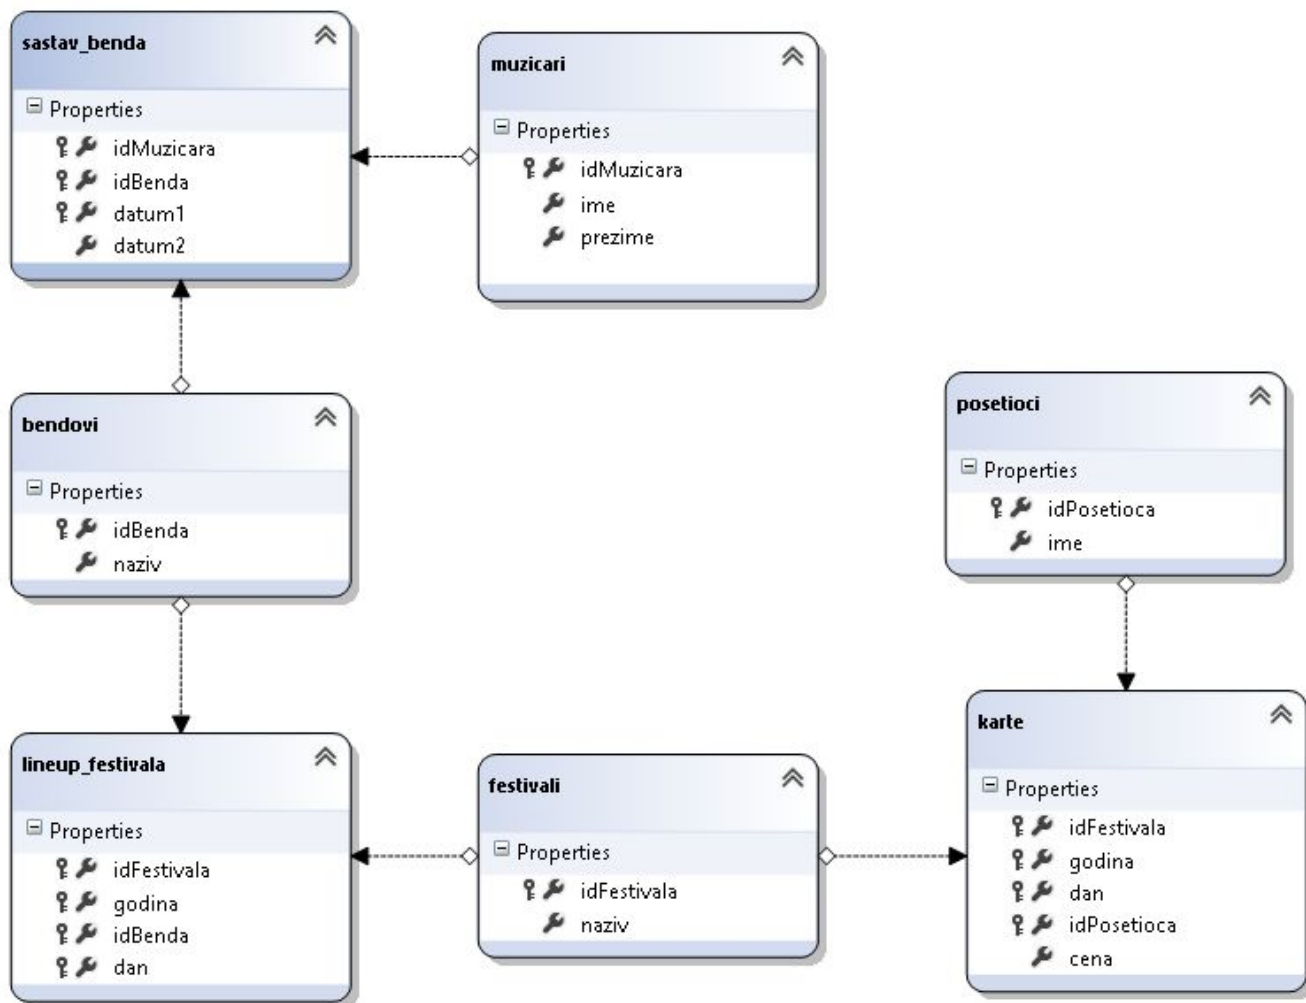 sastav_benda
Properties
idMuzicara
idBenda
datum1
datum2
muzicari
Properties
idMuzicara
ime
prezime
bendovi
Properties
idBenda
naziv
posetioci
Properties
idPosetioca
ime
lineup_festivala
Properties
idFestivala
godina
idBenda
dan
festivali
Properties
idFestivala
naziv
karte
Properties
idFestivala
godina
dan
idPosetioca
cena